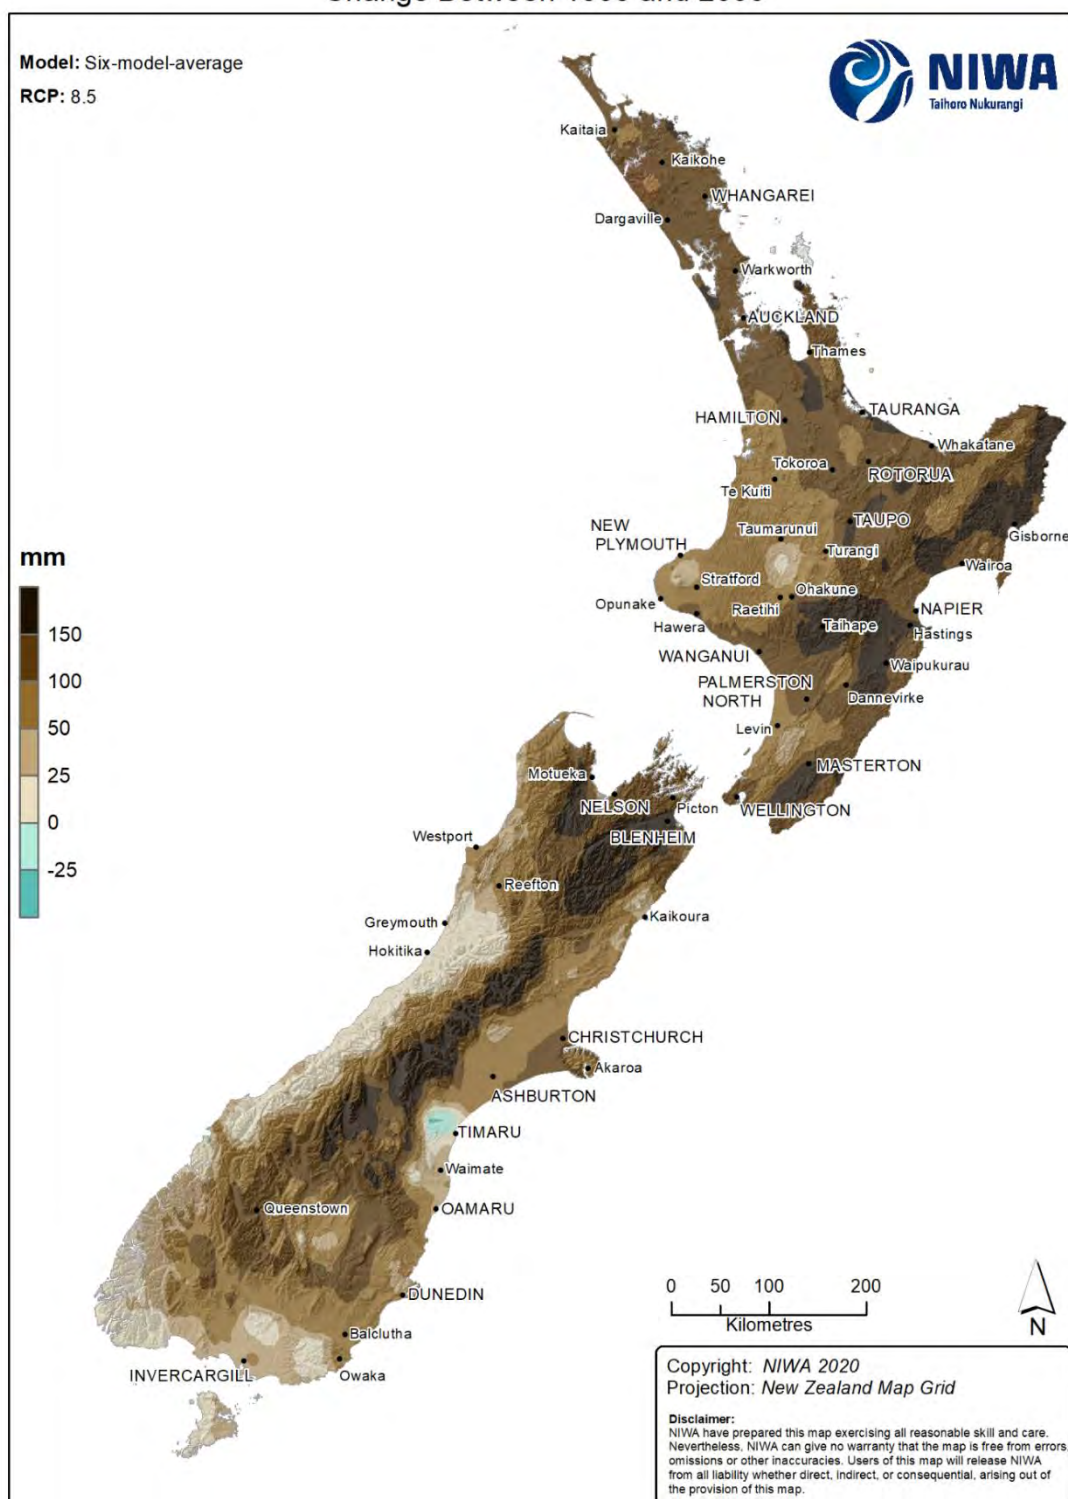 Model: Six-model-average
RCP: 8.5
NIWA
Taihoro Nukurangi
Kaitaia
Kaikohe
WHANGAREI
Dargaville
Warkworth
AUCKLAND
Thames
TAURANGA
HAMILTON
Whakatane
Tokoroa
ROTORUA
Te Kuiti
TAUPO
NEW
PLYMOUTH
Taumarunui
Gisborne
Turangi
Wairoa
Stratford
Ohakune
Opunake
Raetihi
NAPIER
Hawera
Taihape
Hastings
WANGANUI
Waipukurau
PALMERSTON
NORTH
Dannevirke
Levin
MASTERTON
Motueka
NELSON
Picton
WELLINGTON
BLENHEIM
Westport
Reefton
Kaikoura
Greymouth
Hokitika
CHRISTCHURCH
Akaroa
ASHBURTON
TIMARU
Waimate
Queenstown
OAMARU
DUNEDIN
Balclutha
INVERCARGILL
Owaka
mm
150
100
50
25
0
-25
0 50 100 200
Kilometres
N
Copyright: NIWA 2020
Projection: New Zealand Map Grid
Disclaimer:
NIWA have prepared this map exercising all reasonable skill and care.
Nevertheless, NIWA can give no warranty that the map is free from errors,
omissions or other inaccuracies. Users of this map will release NIWA
from all liability whether direct, indirect, or consequential, arising out of
the provision of this map.